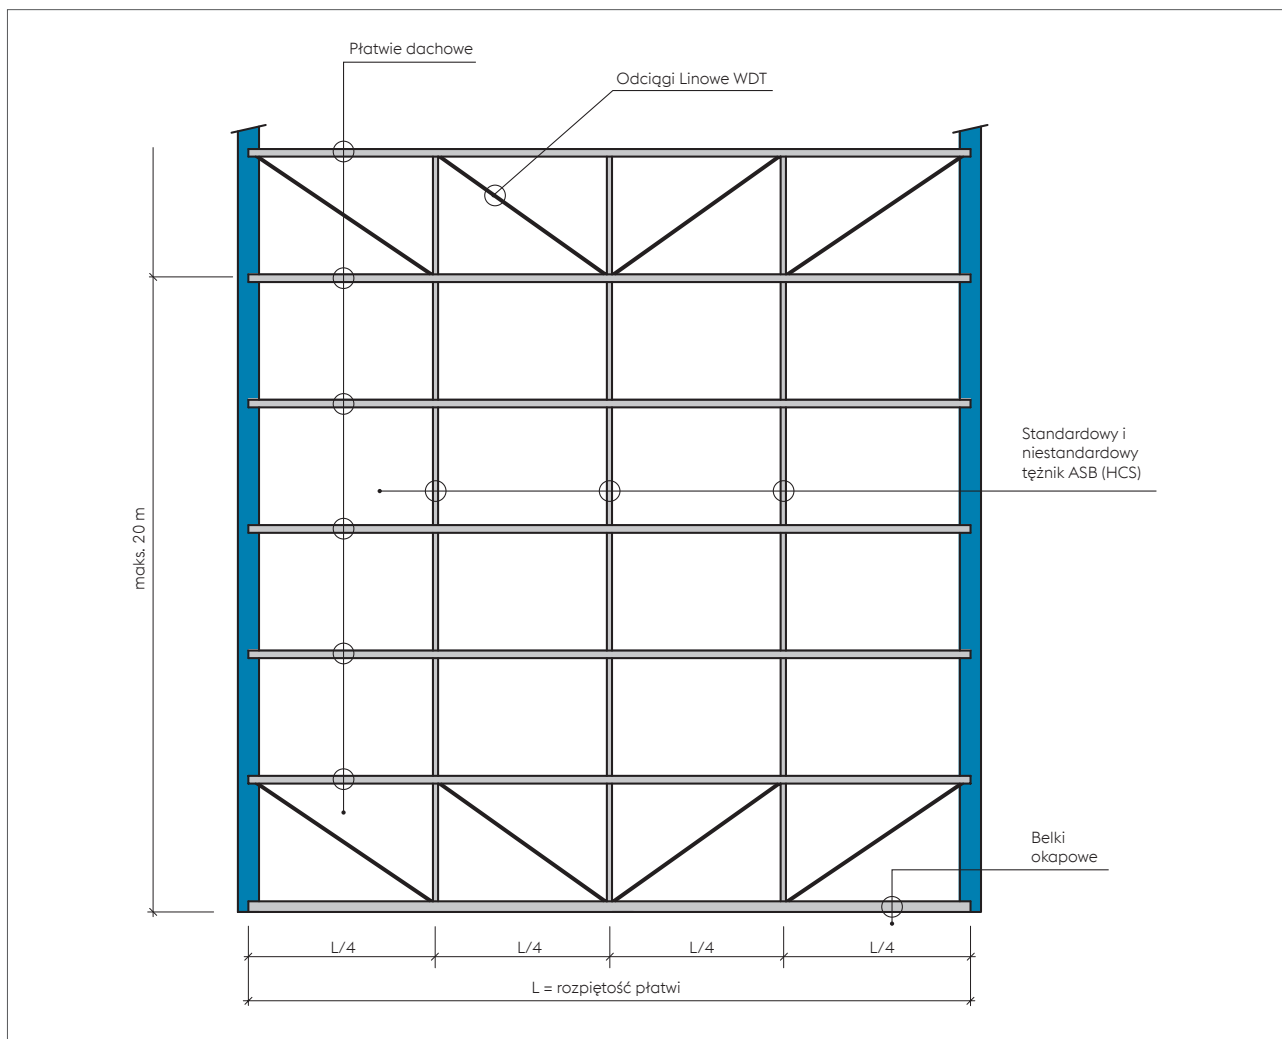 Płatwie dachowe
Odciągi Linowe WDT
Standardowy i
niestandardowy
tężnik ASB (HCS)
maks. 20 m
Belki
okapowe
L/4
L/4
L/4
L/4
L = rozpiętość płatwi